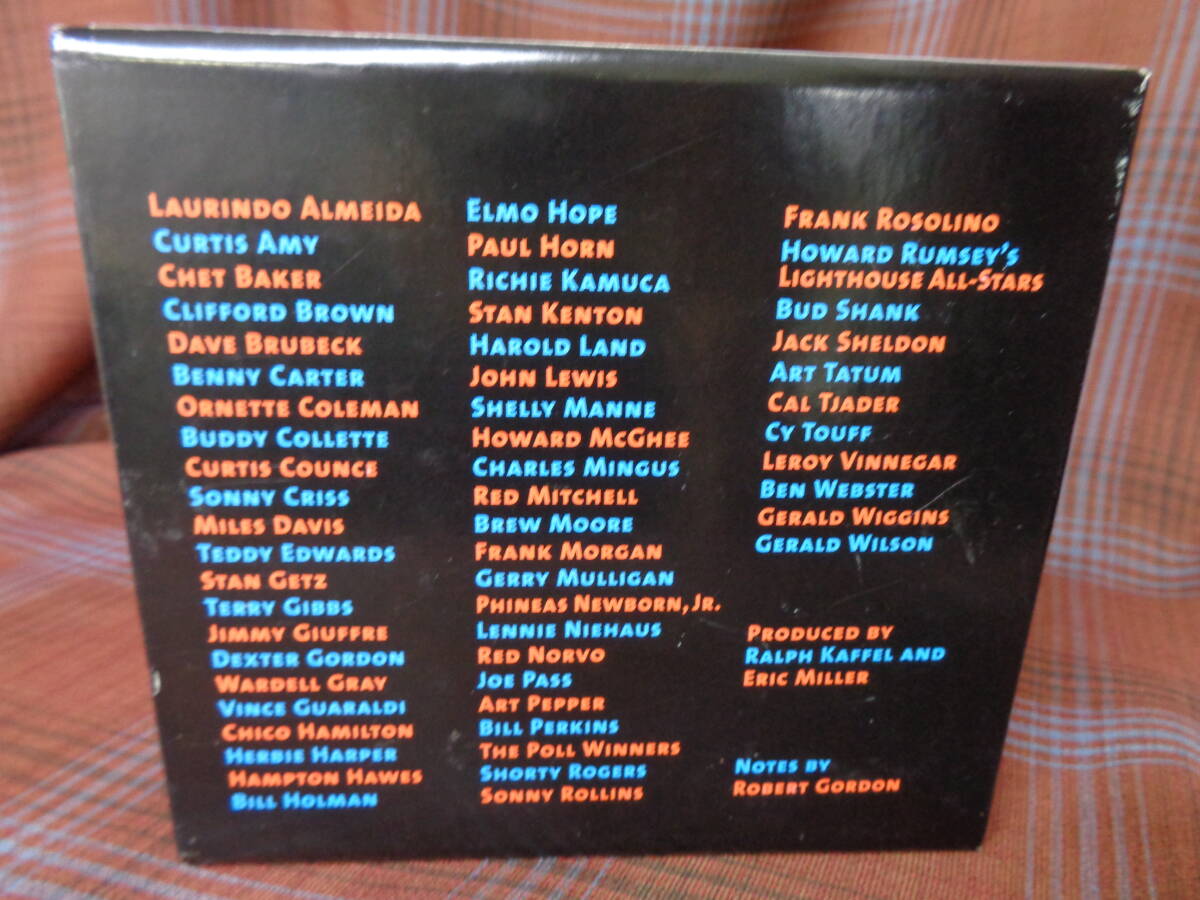 LAURINDO ALMEIDA
CURTIS AMY
CHET BAKER
CLIFFORD BROWN
DAVE BRUBECK
BENNY CARTER
ORNETTE COLEMAN
BUDDY COLLETTE
CURTIS COUNCE
SONNY CRISS
MILES DAVIS
TEDDY EDWARDS
STAN GETZ
TERRY GIBBS
JIMMY GIUFFRE
DEXTER GORDON
WARDELL GRAY
VINCE GUARALDI
CHICO HAMILTON
HERBIE HARPER
HAMPTON HAWES
BILL HOLMAN
ELMO HOPE
PAUL HORN
RICHIE KAMUCA
STAN KENTON
HAROLD LAND
JOHN LEWIS
SHELLY MANNE
HOWARD MCGHEE
CHARLES MINGUS
RED MITCHELL
BREW MOORE
FRANK MORGAN
GERRY MULLIGAN
PHINEAS NEWBORN, JR.
LENNIE NIEHAUS
RED NORVO
JOE PASS
ART PEPPER
BILL PERKINS
THE POLL WINNERS
SHORTY ROGERS
SONNY ROLLINS
FRANK ROSOLINO
HOWARD RUMSEY'S
LIGHTHOUSE ALL-STARS
BUD SHANK
JACK SHELDON
ART TATUM
CAL TJADER
CY TOUFF
LEROY VINNEGAR
BEN WEBSTER
GERALD WIGGINS
GERALD WILSON
PRODUCED BY
RALPH KAFFEL AND
ERIC MILLER
NOTES BY
ROBERT GORDON